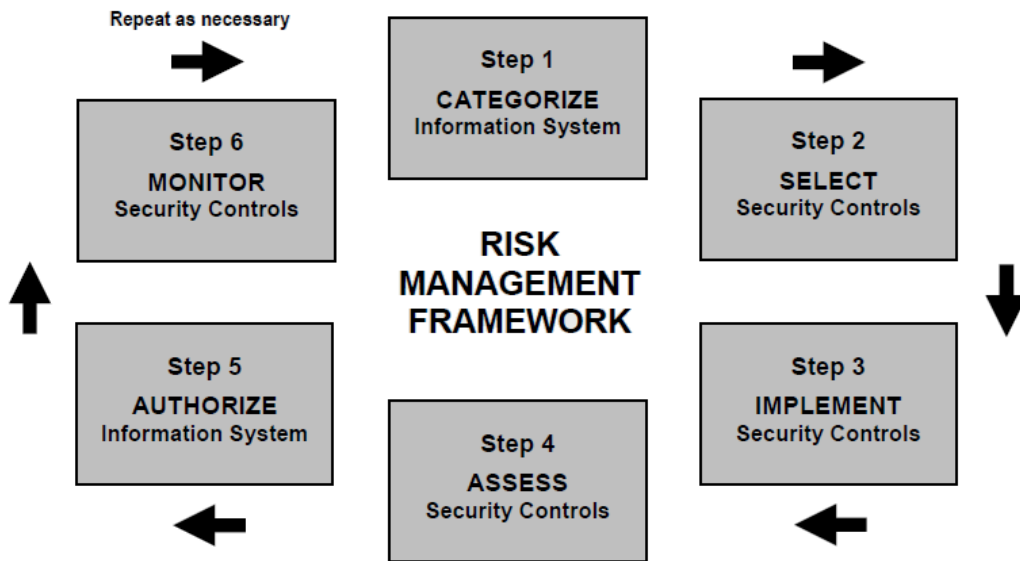 Repeat as necessary
Step 1
CATEGORIZE
Information System
Step 2
SELECT
Security Controls
Step 3
IMPLEMENT
Security Controls
Step 4
ASSESS
Security Controls
Step 5
AUTHORIZE
Information System
Step 6
MONITOR
Security Controls
RISK
MANAGEMENT
FRAMEWORK